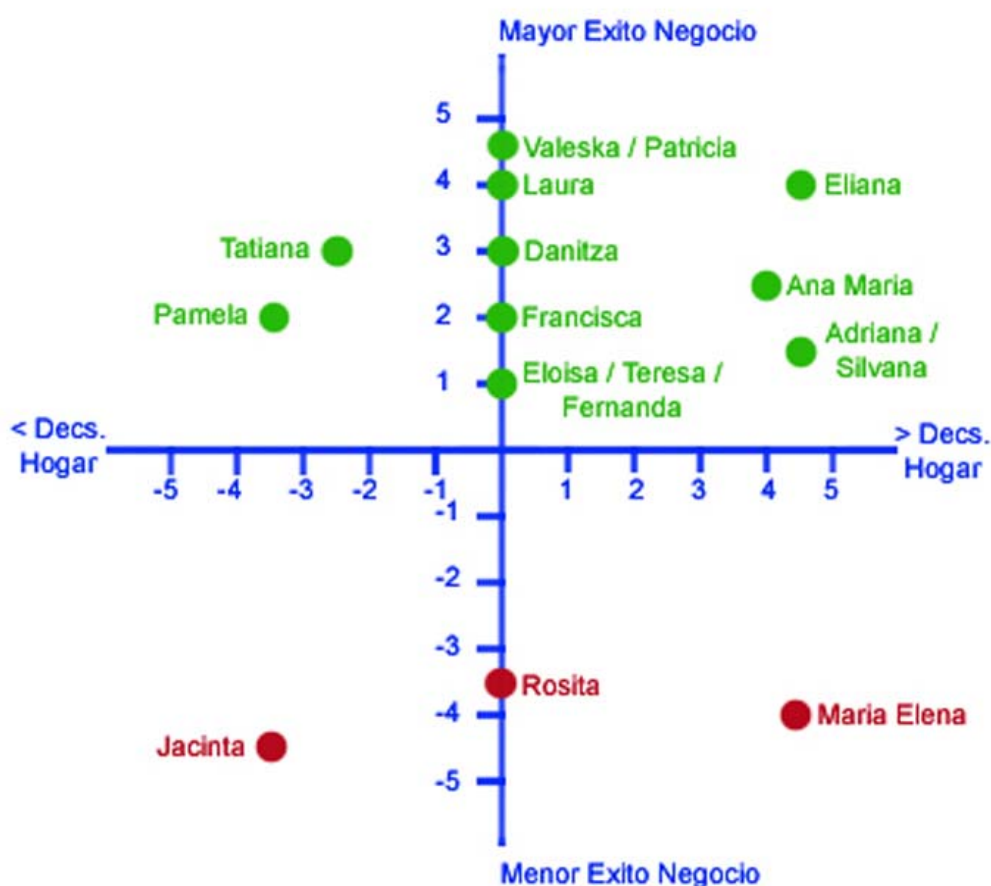 Mayor Exito Negocio
5
Valeska / Patricia
4
Laura
Eliana
Tatiana
3
Danitza
Ana Maria
Pamela
2
Francisca
Adriana /
Silvana
1
Eloisa / Teresa /
Fernanda
< Decs.
Hogar
> Decs.
Hogar
-5 -4 -3 -2 -1 1 2 3 4 5
-1
-2
-3
Rosita
-4
Maria Elena
Jacinta
-5
Menor Exito Negocio